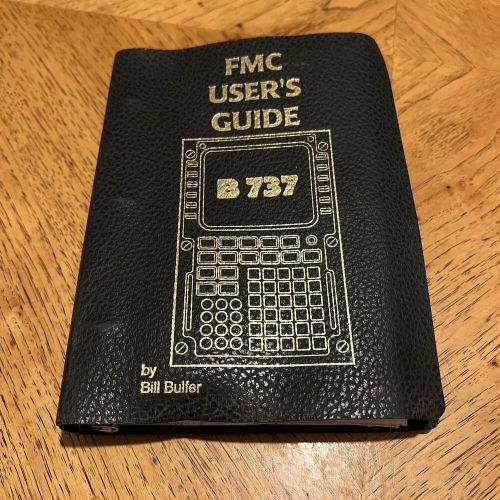 FMC
USER'S
GUIDE
B 737
by
Bill Bulfer